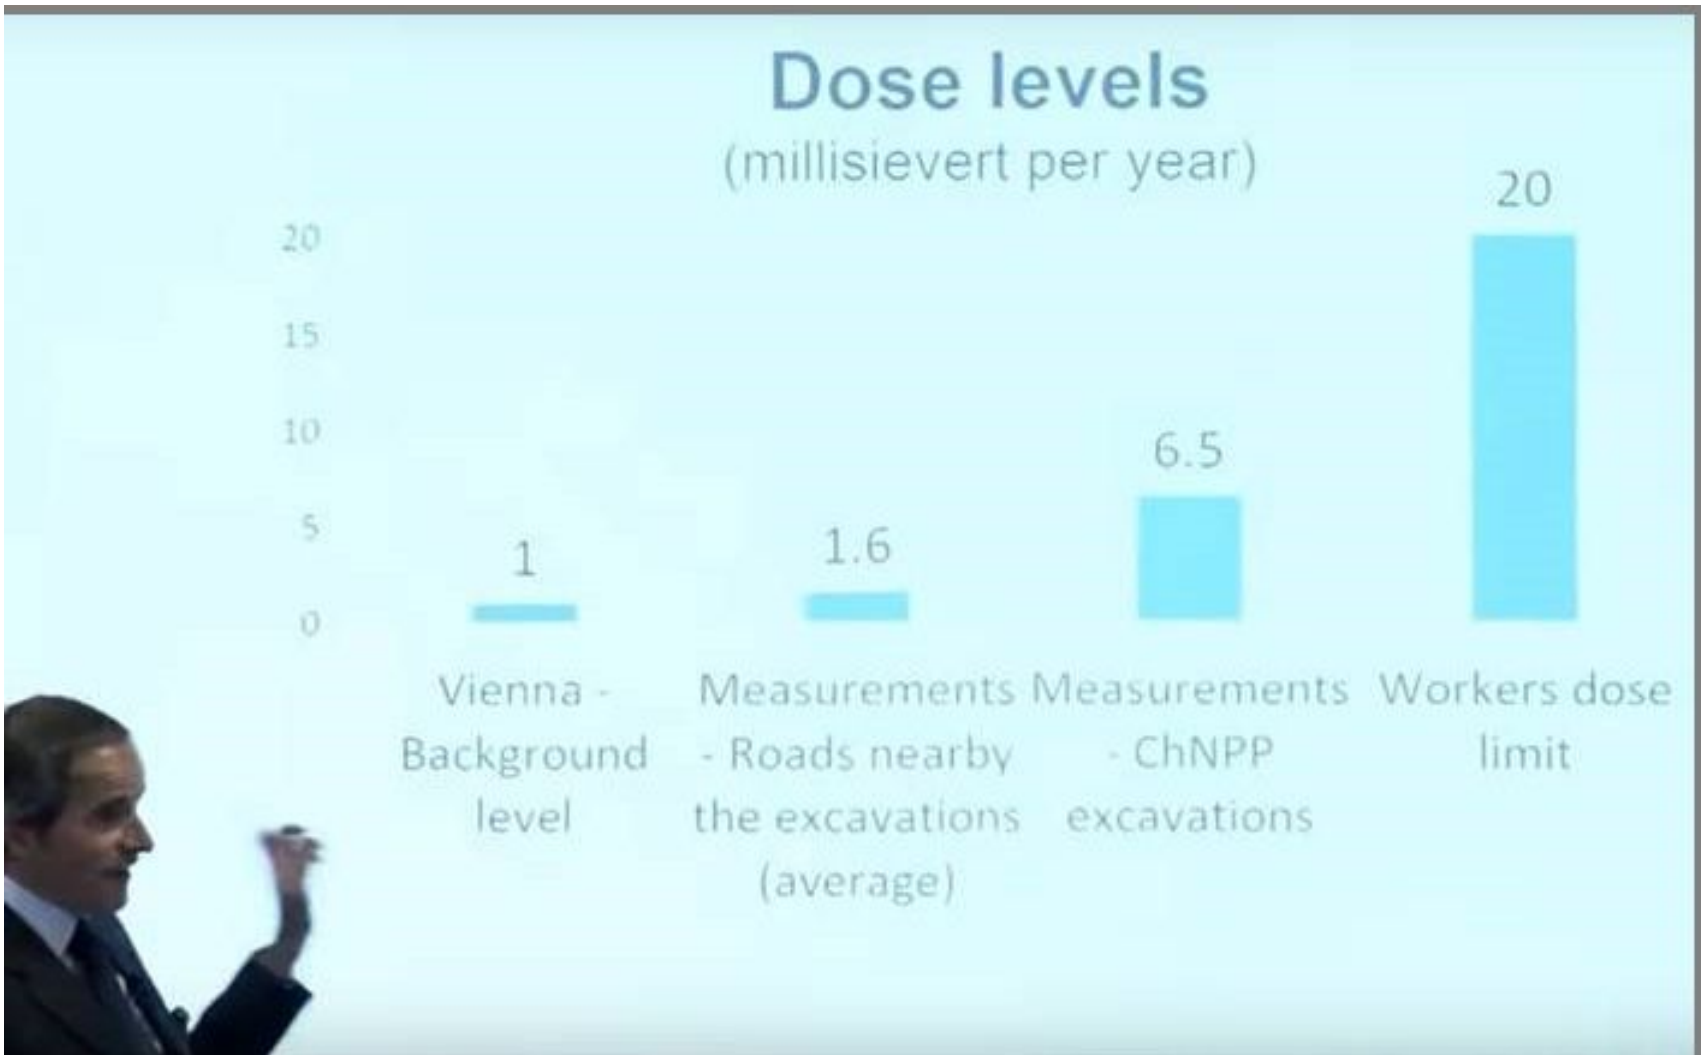 Dose levels
(millisievert per year)
20
20
15
10
5
0
1
1.6
6.5
Vienna -
Background
level
Measurements
- Roads nearby
the excavations
(average)
Measurements
- ChNPP
excavations
Workers dose
limit